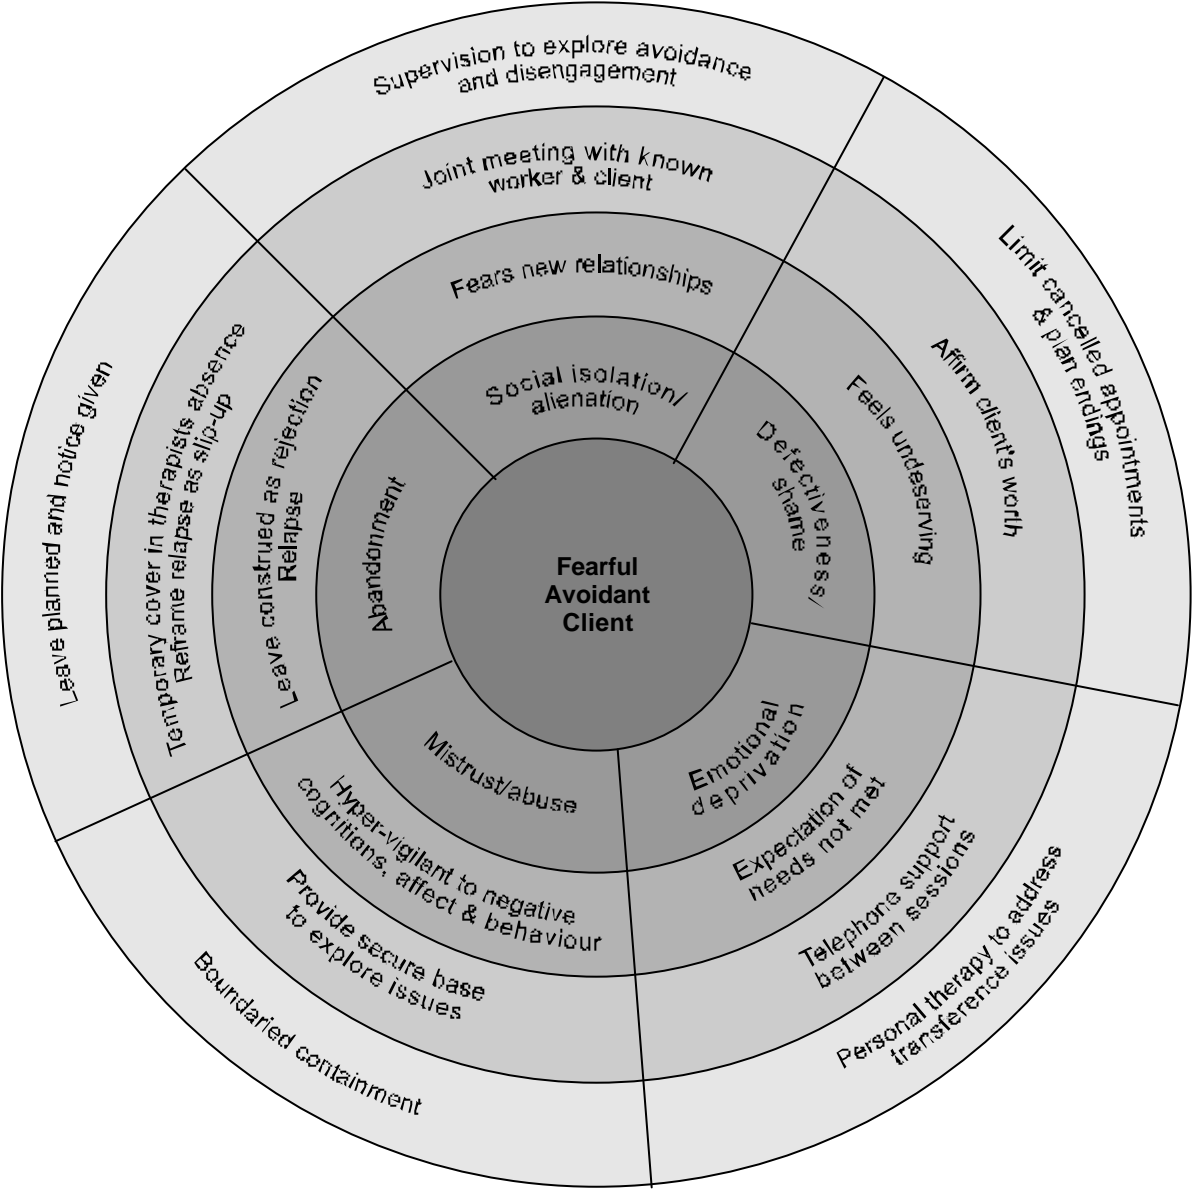 Supervision to explore avoidance
and disengagement
Joint meeting with known
worker & client
Fears new relationships
Social isolation/
alienation
Limit cancelled appointments
& plan endings
Affirm client's worth
Feels undeserving
Defectiveness/
shame
Personal therapy to address
transference issues
Telephone support
between sessions
Expectation of
needs not met
Emotional
deprivation
Boundaried containment
Provide secure base
to explore issues
Hyper-vigilant to negative
cognitions, affect & behaviour
Mistrust/abuse
Leave planned and notice given
Temporary cover in therapists absence
Reframe relapse as slip-up
Leave construed as rejection
Relapse
Abandonment
Fearful
Avoidant
Client